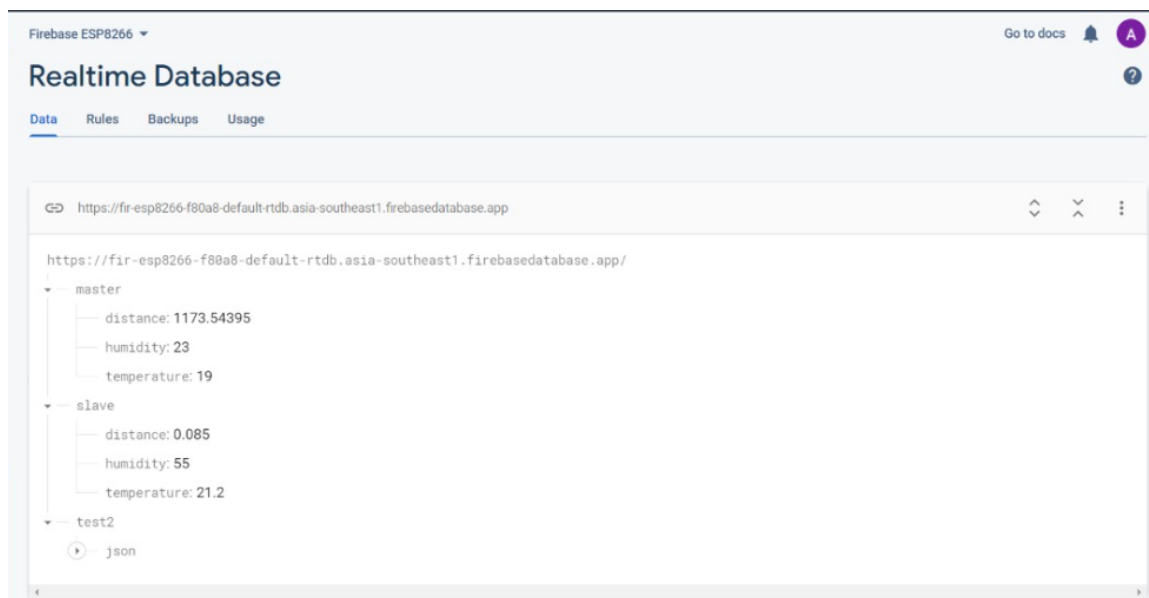 Firebase ESP8266 Go to docs A
Realtime Database
Data Rules Backups Usage
https://fir-esp8266-f80a8-default-rtdb.asia-southeast1.firebasedatabase.app
https://fir-esp8266-f80a8-default-rtdb.asia-southeast1.firebasedatabase.app/
master
distance: 1173.54395
humidity: 23
temperature: 19
slave
distance: 0.085
humidity: 55
temperature: 21.2
test2
json